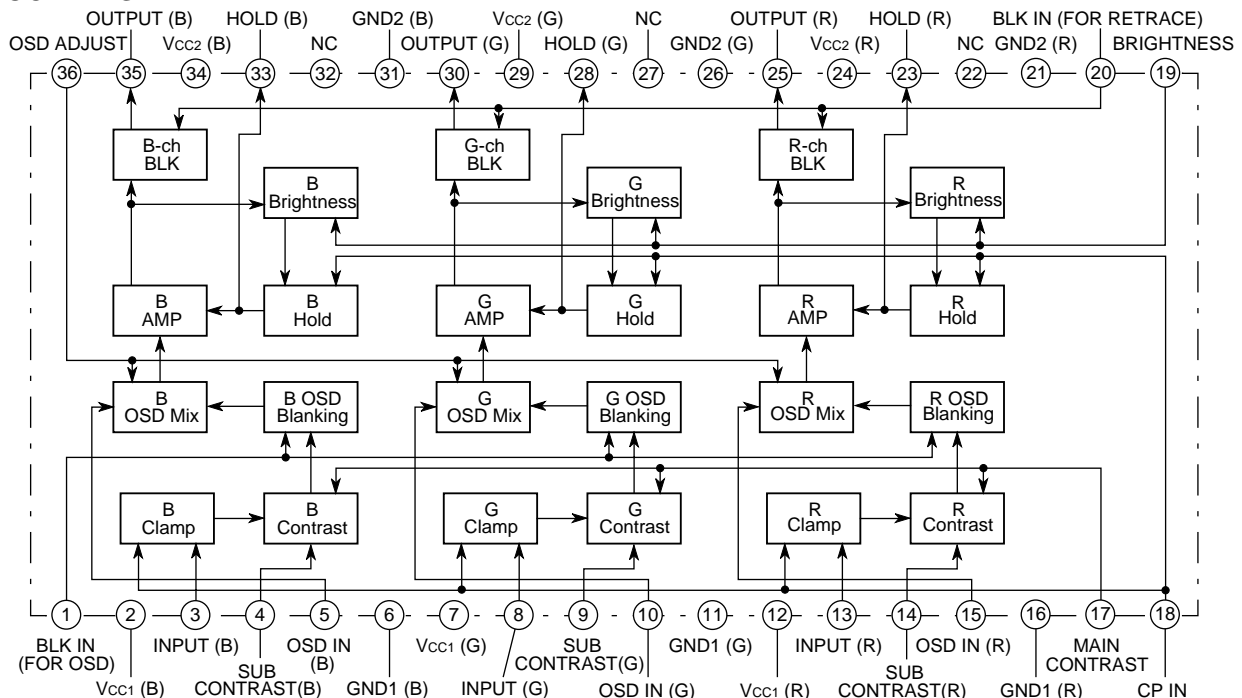 OUTPUT (B) HOLD (B) GND2 (B) VCC2 (G) NC OUTPUT (R) HOLD (R) BLK IN (FOR RETRACE)
OSD ADJUST VCC2 (B) NC OUTPUT (G) HOLD (G) GND2 (G) VCC2 (R) NC GND2 (R) BRIGHTNESS
36 35 34 33 32 31 30 29 28 27 26 25 24 23 22 21 20 19
B-ch
BLK
G-ch
BLK
R-ch
BLK
B
Brightness
G
Brightness
R
Brightness
B
AMP
B
Hold
G
AMP
G
Hold
R
AMP
R
Hold
B
OSD Mix
B OSD
Blanking
G
OSD Mix
G OSD
Blanking
R
OSD Mix
R OSD
Blanking
B
Clamp
B
Contrast
G
Clamp
G
Contrast
R
Clamp
R
Contrast
1 2 3 4 5 6 7 8 9 10 11 12 13 14 15 16 17 18
BLK IN
(FOR OSD)
VCC1 (B)
INPUT (B)
SUB
CONTRAST(B)
OSD IN
(B)
GND1 (B)
VCC1 (G)
INPUT (G)
SUB
CONTRAST(G)
OSD IN (G)
GND1 (G)
VCC1 (R)
INPUT (R)
SUB
CONTRAST(R)
OSD IN (R)
GND1 (R)
MAIN
CONTRAST
CP IN